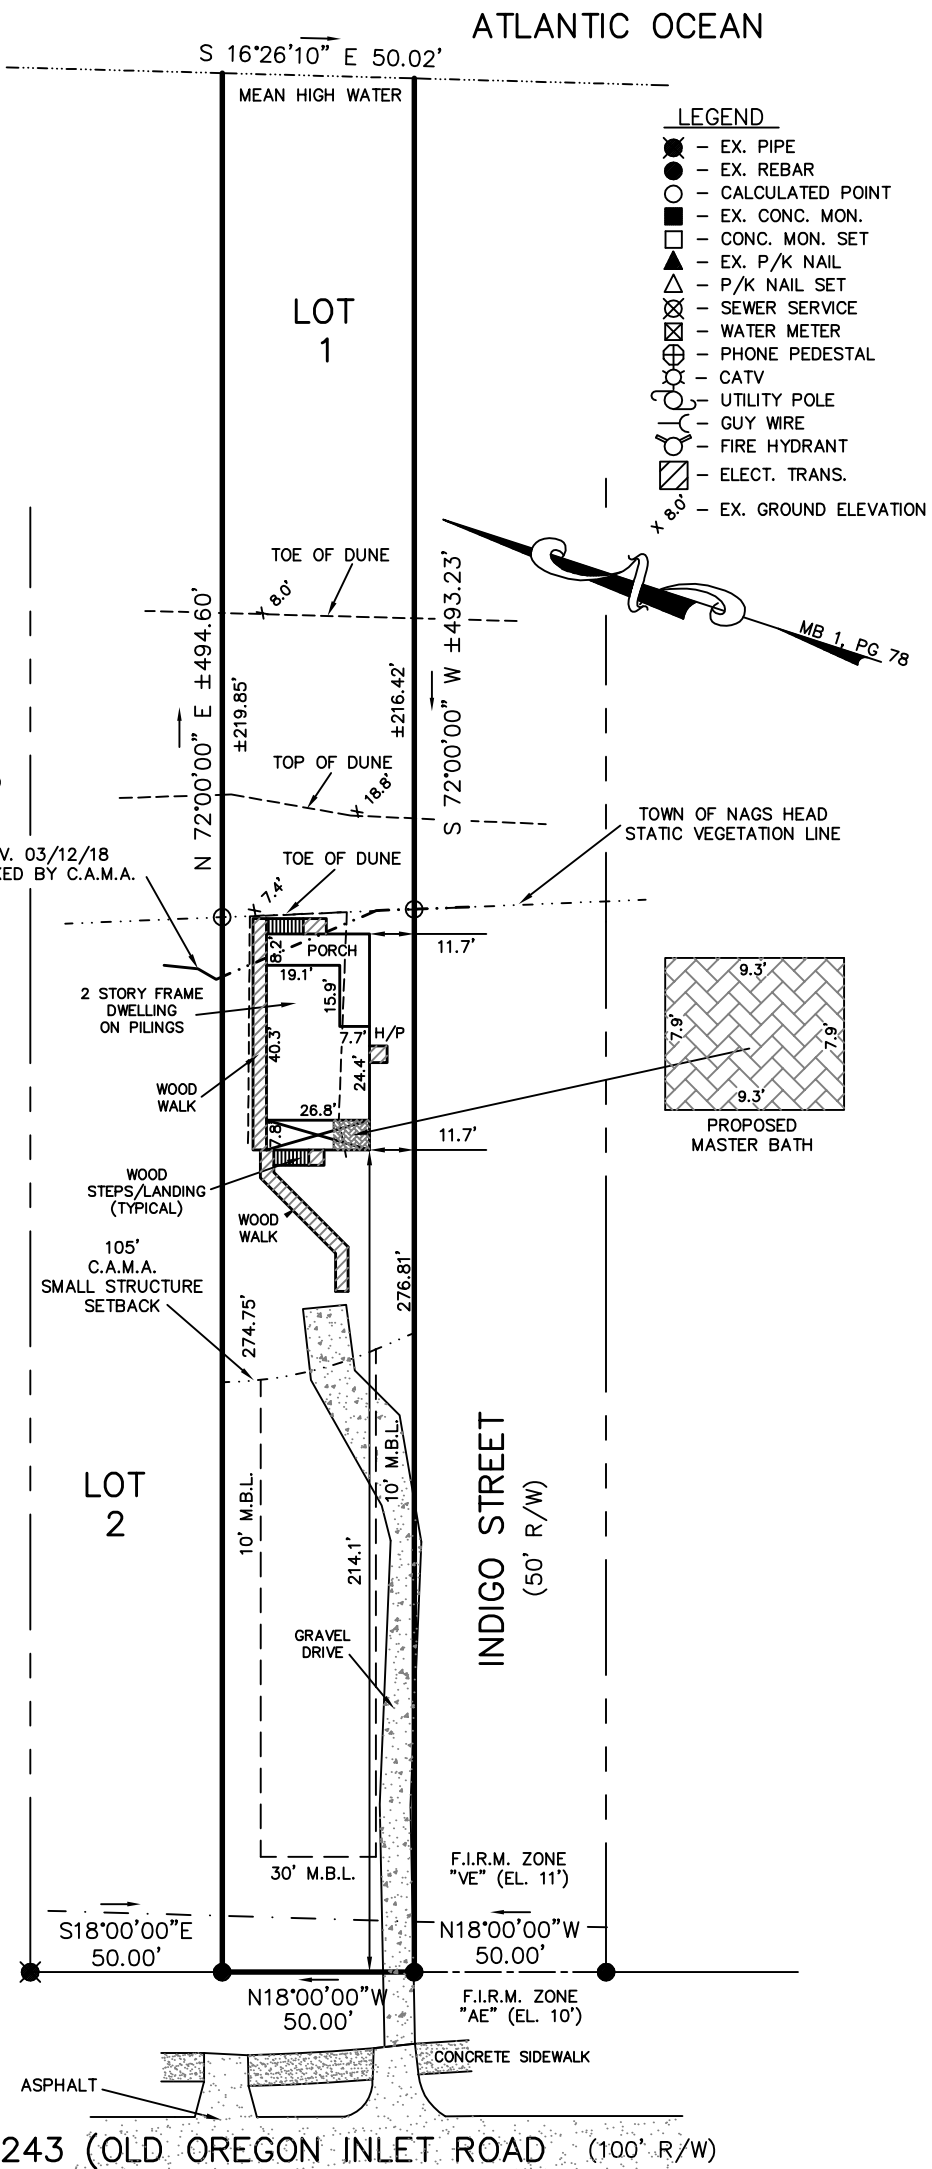 ATLANTIC OCEAN
S 16°26'10" E 50.02'
MEAN HIGH WATER
LEGEND
- EX. PIPE
- EX. REBAR
- CALCULATED POINT
- EX. CONC. MON.
- CONC. MON. SET
- EX. P/K NAIL
- P/K NAIL SET
- SEWER SERVICE
- WATER METER
- PHONE PEDESTAL
- CATV
- UTILITY POLE
- GUY WIRE
- FIRE HYDRANT
- ELECT. TRANS.
X 8.0' - EX. GROUND ELEVATION
LOT
1
TOE OF DUNE
X 8.0'
MB 1, PG 78
N 72°00'00" E ±494.60'
±219.85'
±216.42'
S 72°00'00" W ±493.23'
TOP OF DUNE
X 18.8'
TOWN OF NAGS HEAD
STATIC VEGETATION LINE
V. 03/12/18
ED BY C.A.M.A.
TOE OF DUNE
X 7.4'
8.2'
PORCH
11.7'
19.1'
15.9'
2 STORY FRAME
DWELLING
ON PILINGS
H/P
7.7'
40.3'
24.4'
WOOD
WALK
26.8'
7.8'
11.7'
9.3'
7.9'
7.9'
9.3'
PROPOSED
MASTER BATH
WOOD
STEPS/LANDING
(TYPICAL)
WOOD
WALK
105'
C.A.M.A.
SMALL STRUCTURE
SETBACK
274.75'
276.81'
LOT
2
10' M.B.L.
10' M.B.L.
214.1'
INDIGO STREET
(50' R/W)
GRAVEL
DRIVE
30' M.B.L.
F.I.R.M. ZONE
"VE" (EL. 11')
S18°00'00"E
50.00'
N18°00'00"W
50.00'
N18°00'00"W
50.00'
F.I.R.M. ZONE
"AE" (EL. 10')
CONCRETE SIDEWALK
ASPHALT
243 (OLD OREGON INLET ROAD (100' R/W)